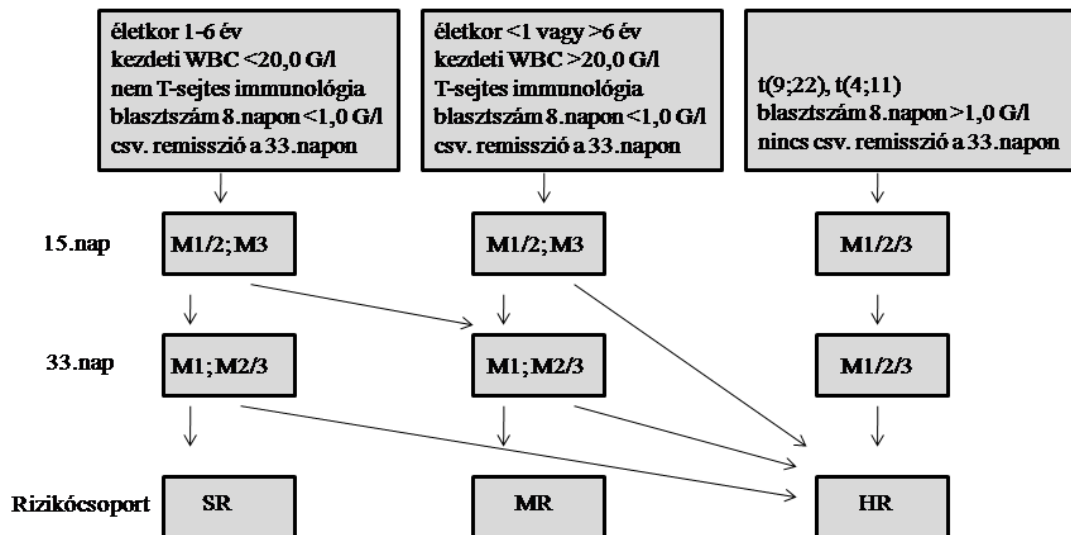 életkor 1-6 év
kezdeti WBC <20,0 G/l
nem T-sejtes immunológia
blasztszám 8.napon <1,0 G/l
csv. remisszió a 33.napon
életkor <1 vagy >6 év
kezdeti WBC >20,0 G/l
T-sejtes immunológia
blasztszám 8.napon <1,0 G/l
csv. remisszió a 33.napon
t(9;22), t(4;11)
blasztszám 8.napon >1,0 G/l
nincs csv. remisszió a 33.napon
15.nap
M1/2; M3
M1/2; M3
M1/2/3
33.nap
M1; M2/3
M1; M2/3
M1/2/3
Rizikócsoport
SR
MR
HR